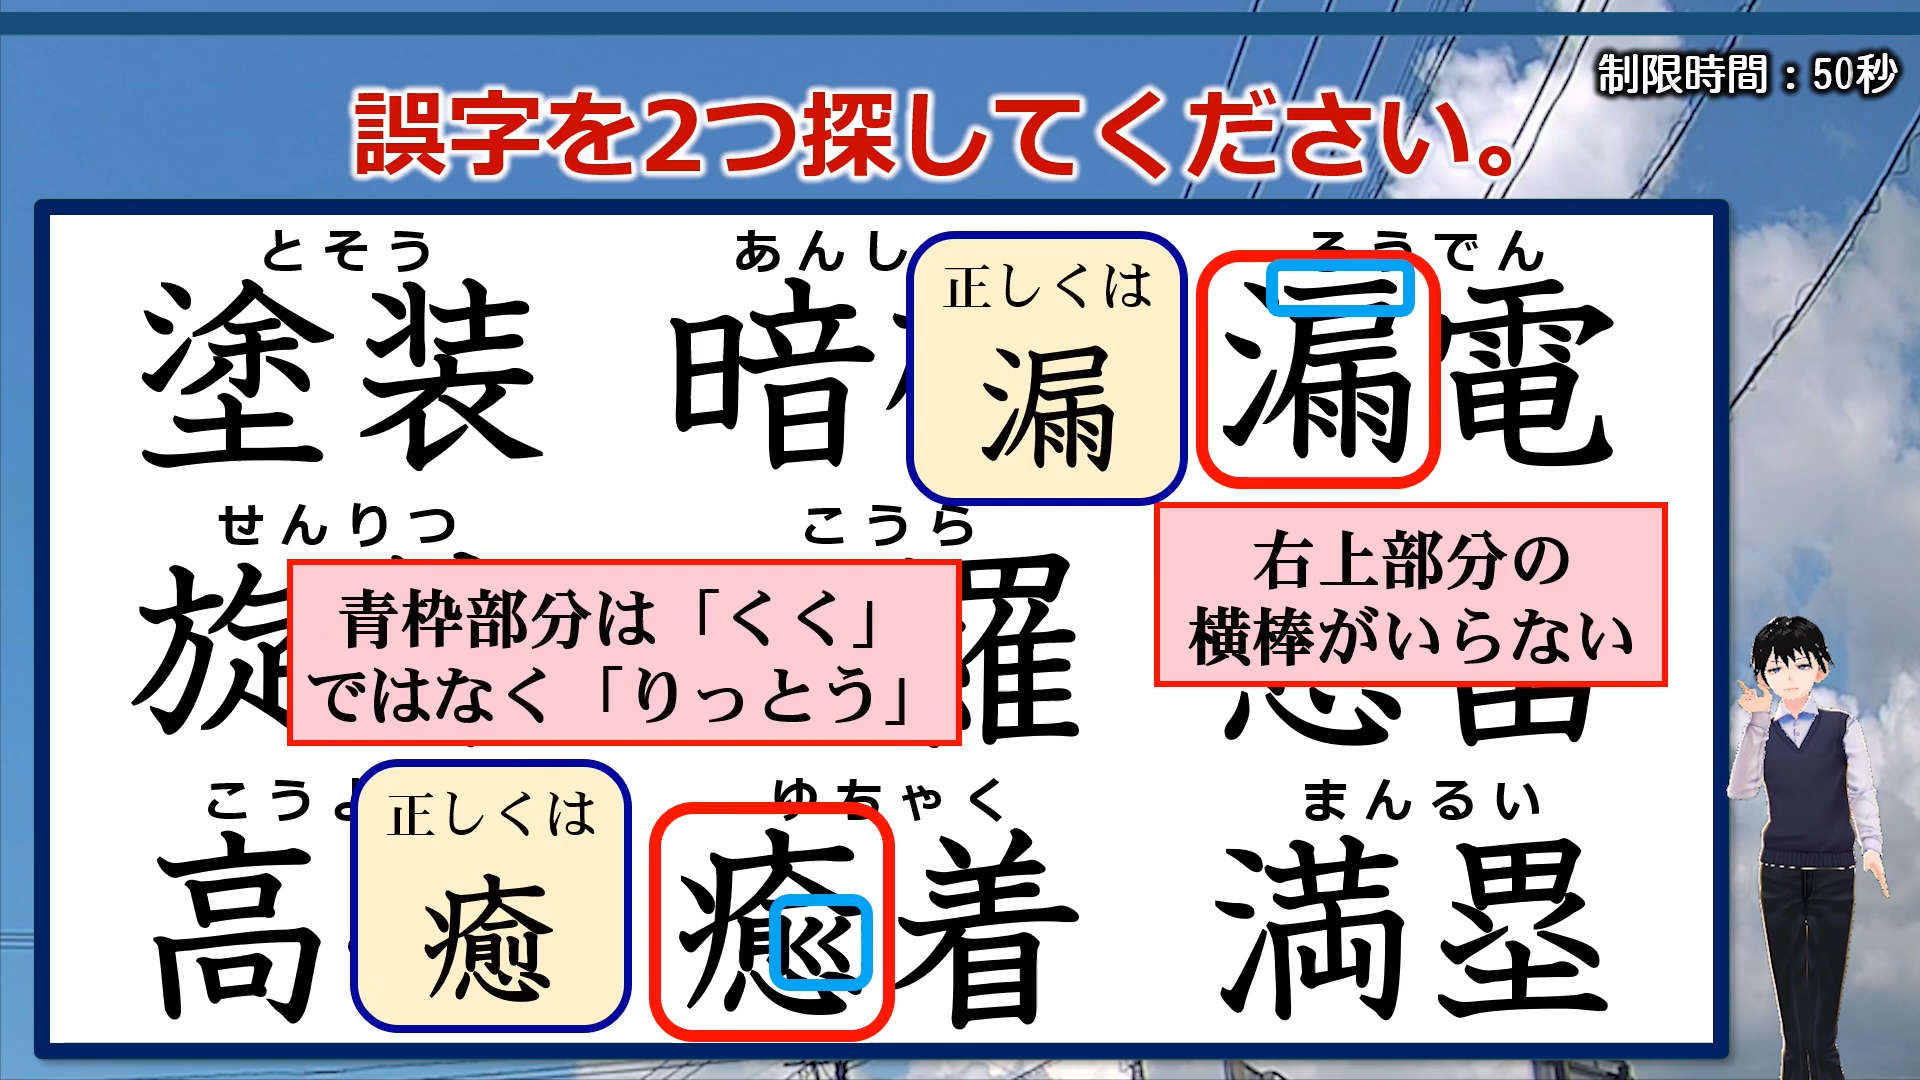 制限時間：50秒
誤字を2つ探してください。
とそう
塗装
あんし
暗
正しくは
漏
ろうでん
漏電
せんりつ
旋
こうら
羅
青枠部分は「くく」
ではなく「りっとう」
右上部分の
横棒がいらない
こうよ
高
正しくは
癒
ゆちゃく
癒着
まんるい
満塁